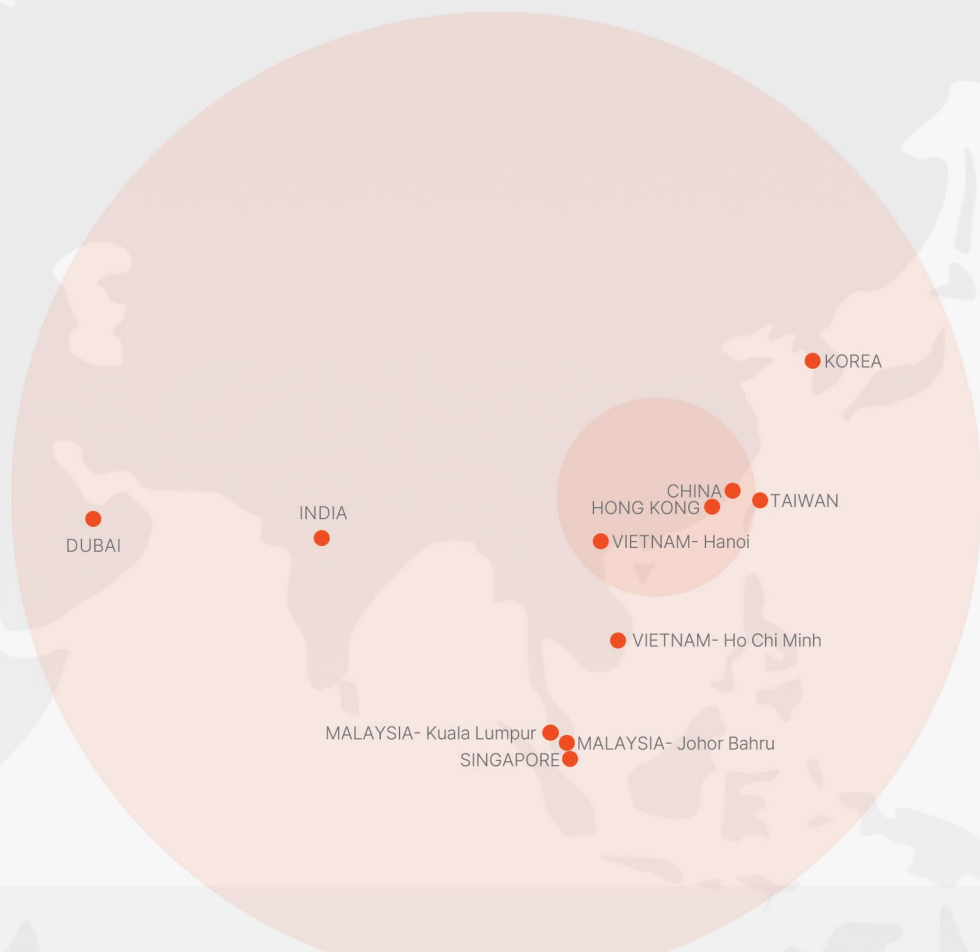 KOREA
CHINA
TAIWAN
HONG KONG
INDIA
DUBAI
VIETNAM- Hanoi
VIETNAM- Ho Chi Minh
MALAYSIA- Kuala Lumpur
MALAYSIA- Johor Bahru
SINGAPORE